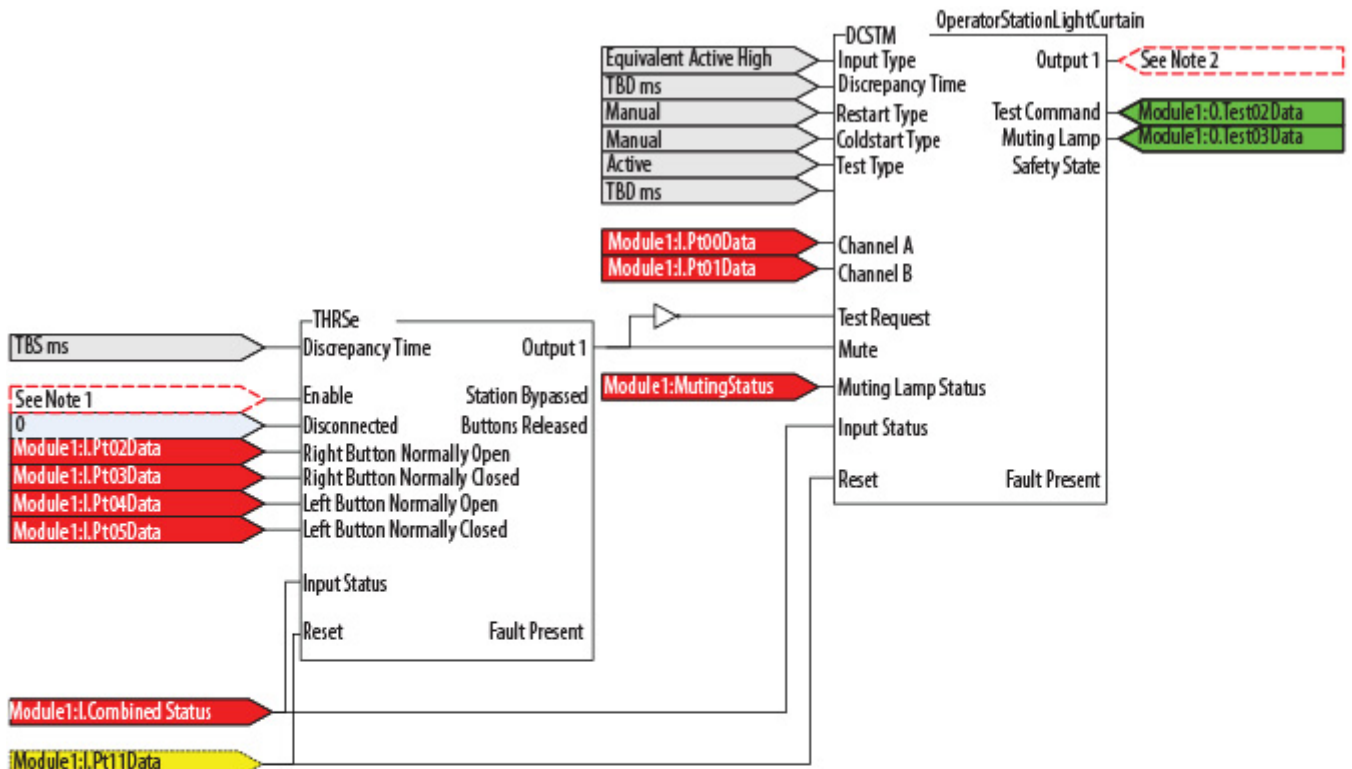 OperatorStationLightCurtain
DCSTM
Equivalent Active High
Input Type
Output 1
See Note 2
TBD ms
Discrepancy Time
Manual
Restart Type
Test Command
Module1:O.Test02Data
Manual
Coldstart Type
Muting Lamp
Module1:O.Test03Data
Active
Test Type
Safety State
TBD ms
Module1:I.Pt00Data
Channel A
Module1:I.Pt01Data
Channel B
Test Request
Mute
Module1:MutingStatus
Muting Lamp Status
Input Status
Reset
Fault Present
THRSe
TBS ms
Discrepancy Time
Output 1
See Note 1
Enable
Station Bypassed
0
Disconnected
Buttons Released
Module1:I.Pt02Data
Right Button Normally Open
Module1:I.Pt03Data
Right Button Normally Closed
Module1:I.Pt04Data
Left Button Normally Open
Module1:I.Pt05Data
Left Button Normally Closed
Input Status
Reset
Fault Present
Module1:I.Combined Status
Module1:I.Pt11Data